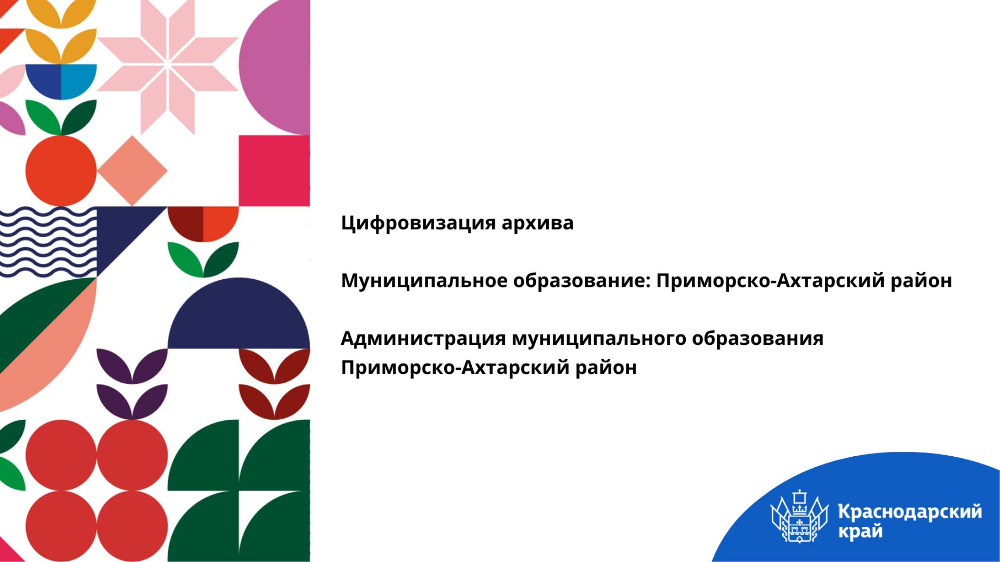 Цифровизация архива
Муниципальное образование: Приморско-Ахтарский район
Администрация муниципального образования
Приморско-Ахтарский район
Краснодарский
край